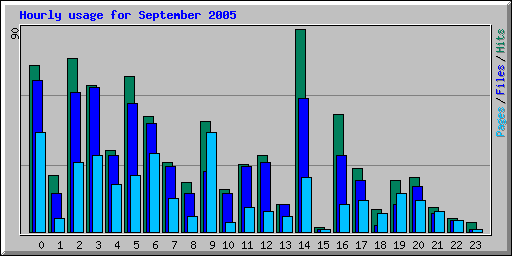 Hourly usage for September 2005
90
Pages / Files / Hits
0 1 2 3 4 5 6 7 8 9 10 11 12 13 14 15 16 17 18 19 20 21 22 23